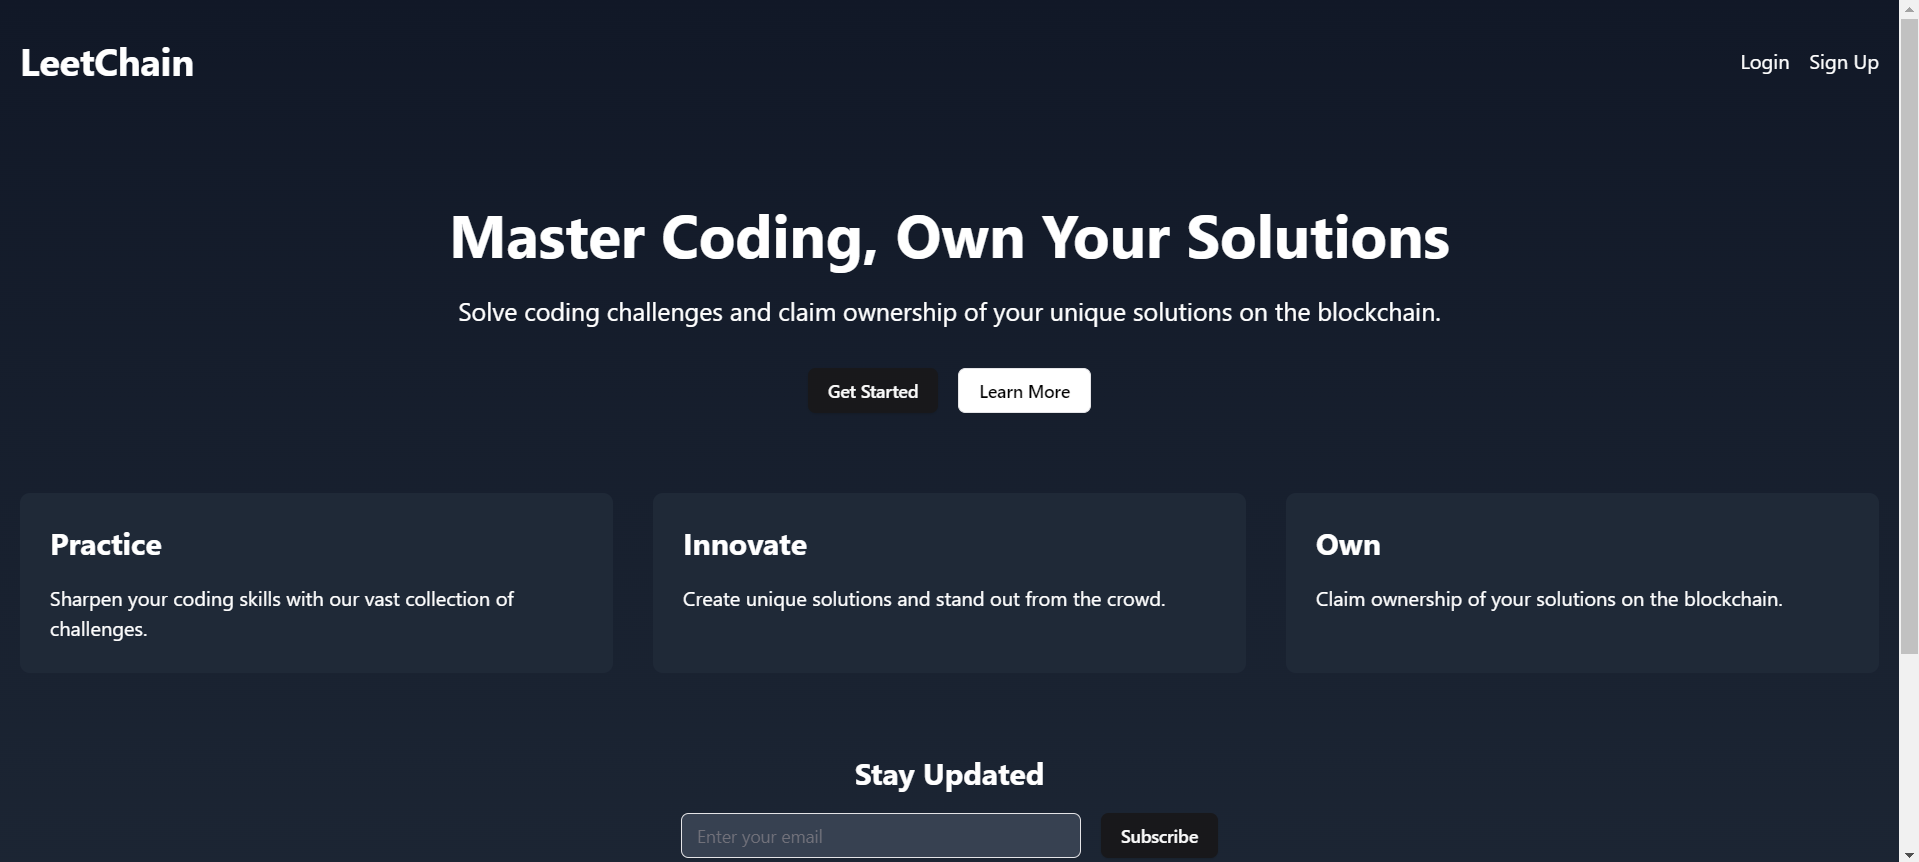 LeetChain
Login
Sign Up
Master Coding, Own Your Solutions
Solve coding challenges and claim ownership of your unique solutions on the blockchain.
Get Started
Learn More
Practice
Sharpen your coding skills with our vast collection of
challenges.
Innovate
Create unique solutions and stand out from the crowd.
Own
Claim ownership of your solutions on the blockchain.
Stay Updated
Enter your email
Subscribe